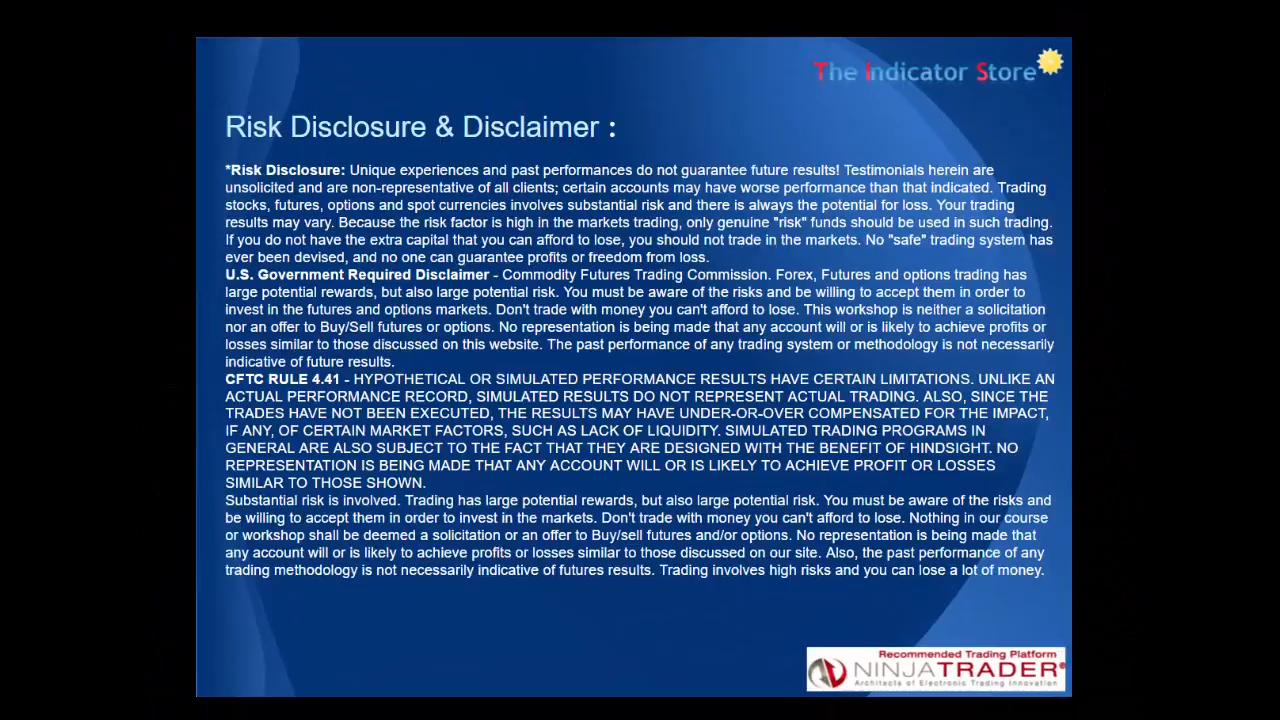 The Indicator Store
Risk Disclosure & Disclaimer :
*Risk Disclosure: Unique experiences and past performances do not guarantee future results! Testimonials herein are
unsolicited and are non-representative of all clients; certain accounts may have worse performance than that indicated. Trading
stocks, futures, options and spot currencies involves substantial risk and there is always the potential for loss. Your trading
results may vary. Because the risk factor is high in the markets trading, only genuine "risk" funds should be used in such trading.
If you do not have the extra capital that you can afford to lose, you should not trade in the markets. No "safe" trading system has
ever been devised, and no one can guarantee profits or freedom from loss.
U.S. Government Required Disclaimer - Commodity Futures Trading Commission. Forex, Futures and options trading has
large potential rewards, but also large potential risk. You must be aware of the risks and be willing to accept them in order to
invest in the futures and options markets. Don't trade with money you can't afford to lose. This workshop is neither a solicitation
nor an offer to Buy/Sell futures or options. No representation is being made that any account will or is likely to achieve profits or
losses similar to those discussed on this website. The past performance of any trading system or methodology is not necessarily
indicative of future results.
CFTC RULE 4.41 - HYPOTHETICAL OR SIMULATED PERFORMANCE RESULTS HAVE CERTAIN LIMITATIONS. UNLIKE AN
ACTUAL PERFORMANCE RECORD, SIMULATED RESULTS DO NOT REPRESENT ACTUAL TRADING. ALSO, SINCE THE
TRADES HAVE NOT BEEN EXECUTED, THE RESULTS MAY HAVE UNDER-OR-OVER COMPENSATED FOR THE IMPACT,
IF ANY, OF CERTAIN MARKET FACTORS, SUCH AS LACK OF LIQUIDITY. SIMULATED TRADING PROGRAMS IN
GENERAL ARE ALSO SUBJECT TO THE FACT THAT THEY ARE DESIGNED WITH THE BENEFIT OF HINDSIGHT. NO
REPRESENTATION IS BEING MADE THAT ANY ACCOUNT WILL OR IS LIKELY TO ACHIEVE PROFIT OR LOSSES
SIMILAR TO THOSE SHOWN.
Substantial risk is involved. Trading has large potential rewards, but also large potential risk. You must be aware of the risks and
be willing to accept them in order to invest in the markets. Don't trade with money you can't afford to lose. Nothing in our course
or workshop shall be deemed a solicitation or an offer to Buy/sell futures and/or options. No representation is being made that
any account will or is likely to achieve profits or losses similar to those discussed on our site. Also, the past performance of any
trading methodology is not necessarily indicative of futures results. Trading involves high risks and you can lose a lot of money.
Recommended Trading Platform
NINJATRADER®
Architects of Electronic Trading Innovation